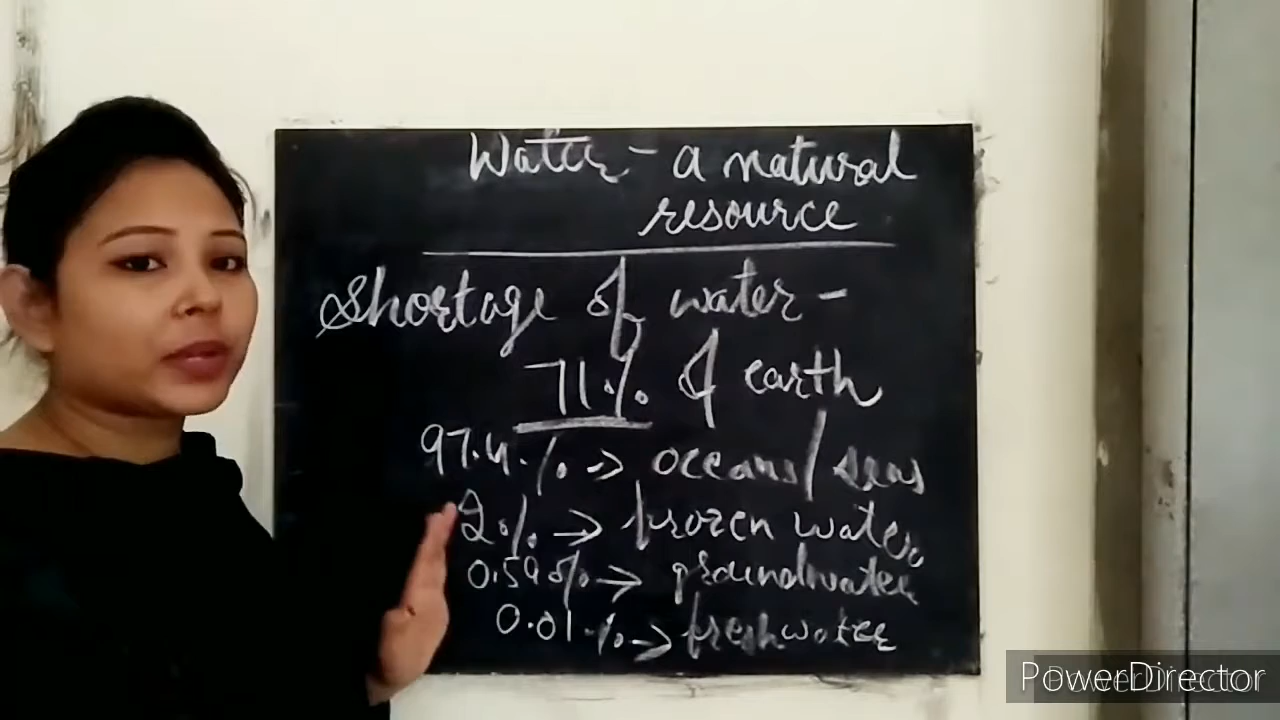 Water - a natural
resource
Shortage of water -
71% of earth
97.4% → oceans/seas
2% → frozen water
0.59% → groundwater
0.01% → freshwater
PowerDirector